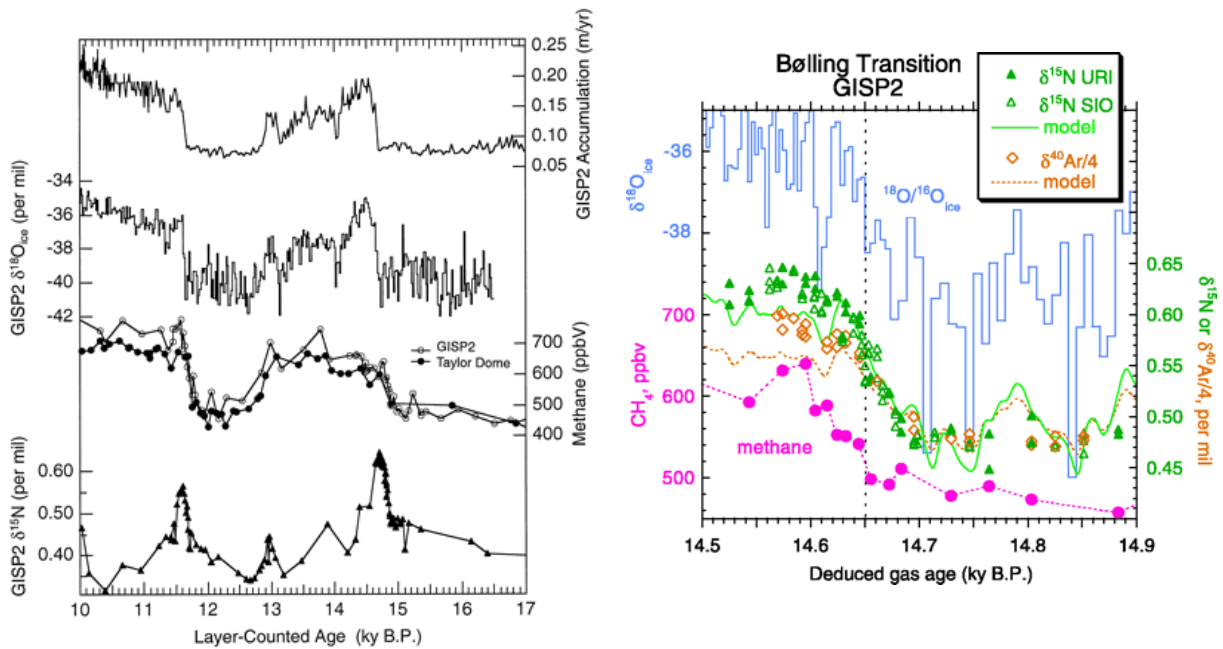 0.25
0.20
0.15
0.10
0.05
GISP2 Accumulation (m/yr)
-34
-36
-38
-40
-42
GISP2 δ¹⁸Oice (per mil)
GISP2
Taylor Dome
700
600
500
400
Methane (ppbV)
0.60
0.50
0.40
GISP2 δ¹⁵N (per mil)
10 11 12 13 14 15 16 17
Layer-Counted Age (ky B.P.)
Bølling Transition
GISP2
δ¹⁵N URI
δ¹⁵N SIO
model
δ⁴⁰Ar/4
model
-36
-38
δ¹⁸Oice
¹⁸O/¹⁶Oice
700
600
500
CH₄, ppbv
methane
0.65
0.60
0.55
0.50
0.45
δ¹⁵N or δ⁴⁰Ar/4, per mil
14.5 14.6 14.7 14.8 14.9
Deduced gas age (ky B.P.)